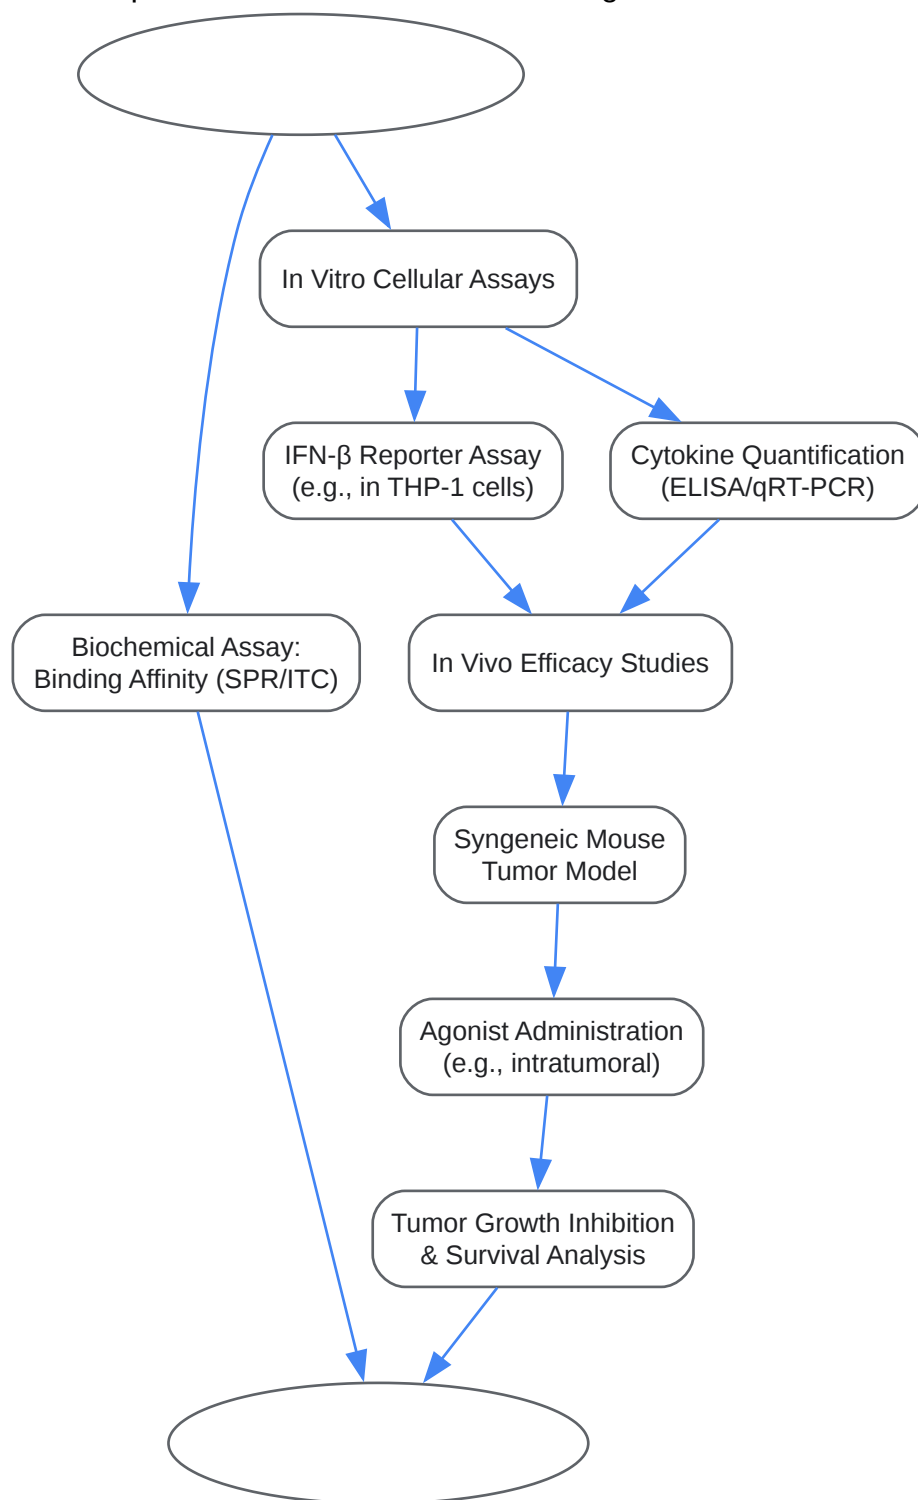 In Vitro Cellular Assays
IFN-β Reporter Assay
(e.g., in THP-1 cells)
Cytokine Quantification
(ELISA/qRT-PCR)
Biochemical Assay:
Binding Affinity (SPR/ITC)
In Vivo Efficacy Studies
Syngeneic Mouse
Tumor Model
Agonist Administration
(e.g., intratumoral)
Tumor Growth Inhibition
& Survival Analysis